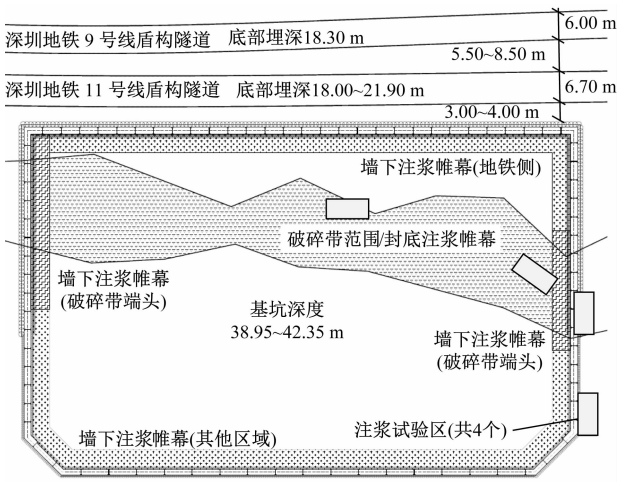 6.00 m
深圳地铁 9 号线盾构隧道 底部埋深18.30 m
5.50~8.50 m
深圳地铁 11 号线盾构隧道 底部埋深18.00~21.90 m
6.70 m
3.00~4.00 m
墙下注浆帷幕(地铁侧)
破碎带范围/封底注浆帷幕
墙下注浆帷幕
(破碎带端头)
基坑深度
38.95~42.35 m
墙下注浆帷幕
(破碎带端头)
墙下注浆帷幕(其他区域)
注浆试验区(共4个)